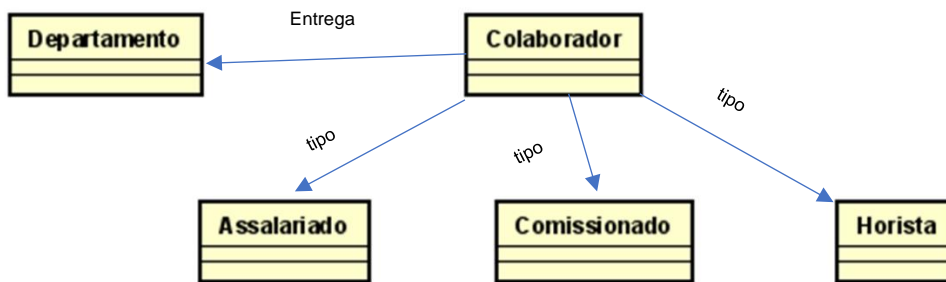 Entrega
Departamento
Colaborador
tipo
tipo
tipo
Assalariado
Comissionado
Horista